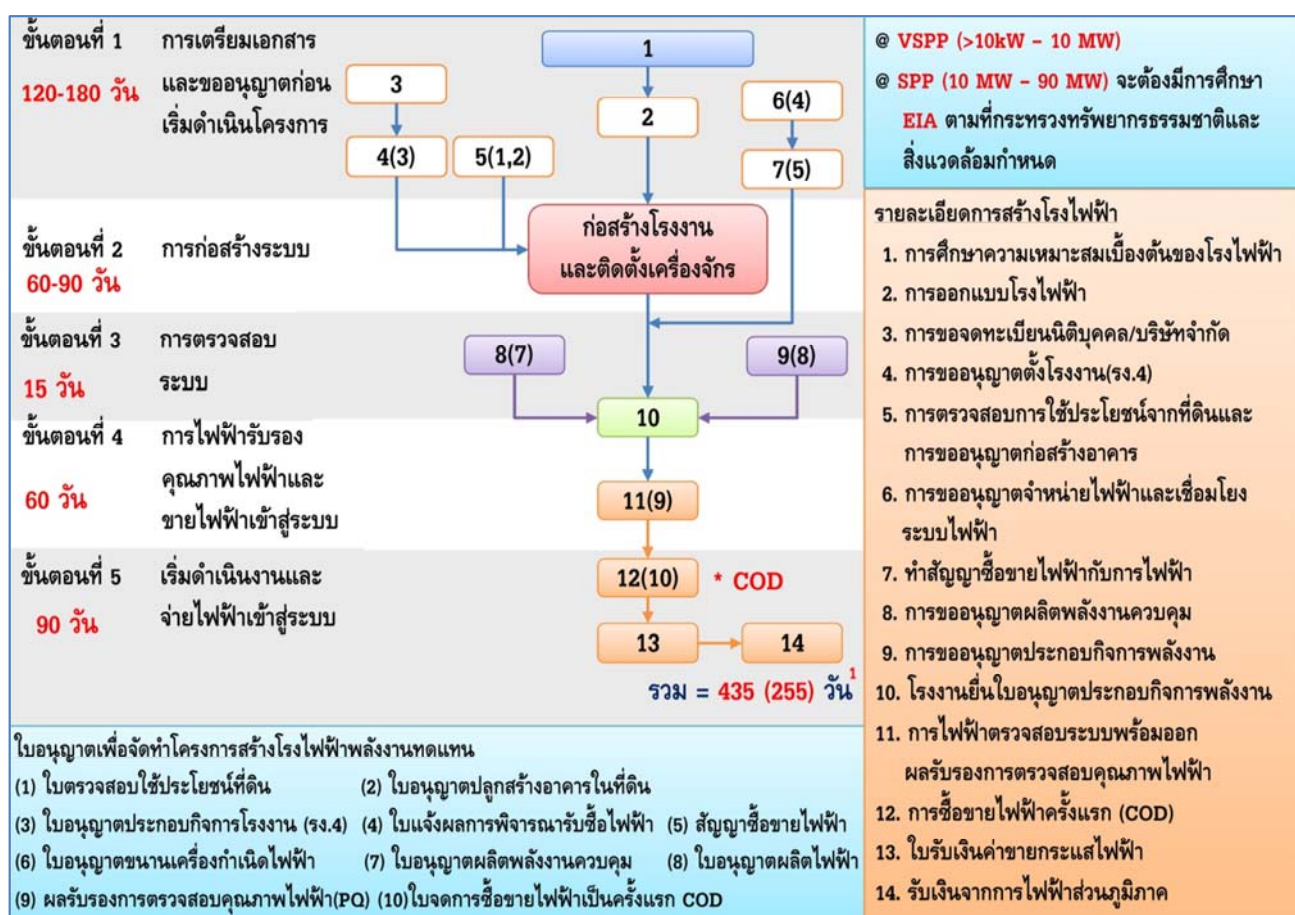 ขั้นตอนที่ 1 การเตรียมเอกสาร
120-180 วัน และขออนุญาตก่อน
เริ่มดำเนินโครงการ
1
3
2
6(4)
4(3) 5(1,2)
7(5)
ขั้นตอนที่ 2 การก่อสร้างระบบ
60-90 วัน
ก่อสร้างโรงงาน
และติดตั้งเครื่องจักร
ขั้นตอนที่ 3 การตรวจสอบ
15 วัน ระบบ
8(7) 9(8)
10
ขั้นตอนที่ 4 การไฟฟ้ารับรอง
คุณภาพไฟฟ้าและ
60 วัน
ขายไฟฟ้าเข้าสู่ระบบ
11(9)
ขั้นตอนที่ 5 เริ่มดำเนินงานและ
90 วัน จ่ายไฟฟ้าเข้าสู่ระบบ
12(10) * COD
13 14
รวม = 435 (255) วัน1
@ VSPP (>10kW – 10 MW)
@ SPP (10 MW – 90 MW) จะต้องมีการศึกษา
EIA ตามที่กระทรวงทรัพยากรธรรมชาติและ
สิ่งแวดล้อมกำหนด
รายละเอียดการสร้างโรงไฟฟ้า
1. การศึกษาความเหมาะสมเบื้องต้นของโรงไฟฟ้า
2. การออกแบบโรงไฟฟ้า
3. การขอจดทะเบียนนิติบุคคล/บริษัทจำกัด
4. การขออนุญาตตั้งโรงงาน(รง.4)
5. การตรวจสอบการใช้ประโยชน์จากที่ดินและ
การขออนุญาตก่อสร้างอาคาร
6. การขออนุญาตจำหน่ายไฟฟ้าและเชื่อมโยง
ระบบไฟฟ้า
7. ทำสัญญาซื้อขายไฟฟ้ากับการไฟฟ้า
8. การขออนุญาตผลิตพลังงานควบคุม
9. การขออนุญาตประกอบกิจการพลังงาน
10. โรงงานยื่นใบอนุญาตประกอบกิจการพลังงาน
11. การไฟฟ้าตรวจสอบระบบพร้อมออก
ผลรับรองการตรวจสอบคุณภาพไฟฟ้า
12. การซื้อขายไฟฟ้าครั้งแรก (COD)
13. ใบรับเงินค่าขายกระแสไฟฟ้า
14. รับเงินจากการไฟฟ้าส่วนภูมิภาค
ใบอนุญาตเพื่อจัดทำโครงการสร้างโรงไฟฟ้าพลังงานทดแทน
(1) ใบตรวจสอบใช้ประโยชน์ที่ดิน (2) ใบอนุญาตปลูกสร้างอาคารในที่ดิน
(3) ใบอนุญาตประกอบกิจการโรงงาน (รง.4) (4) ใบแจ้งผลการพิจารณารับซื้อไฟฟ้า (5) สัญญาซื้อขายไฟฟ้า
(6) ใบอนุญาตขนานเครื่องกำเนิดไฟฟ้า (7) ใบอนุญาตผลิตพลังงานควบคุม (8) ใบอนุญาตผลิตไฟฟ้า
(9) ผลรับรองการตรวจสอบคุณภาพไฟฟ้า(PQ) (10)ใบจดการซื้อขายไฟฟ้าเป็นครั้งแรก COD